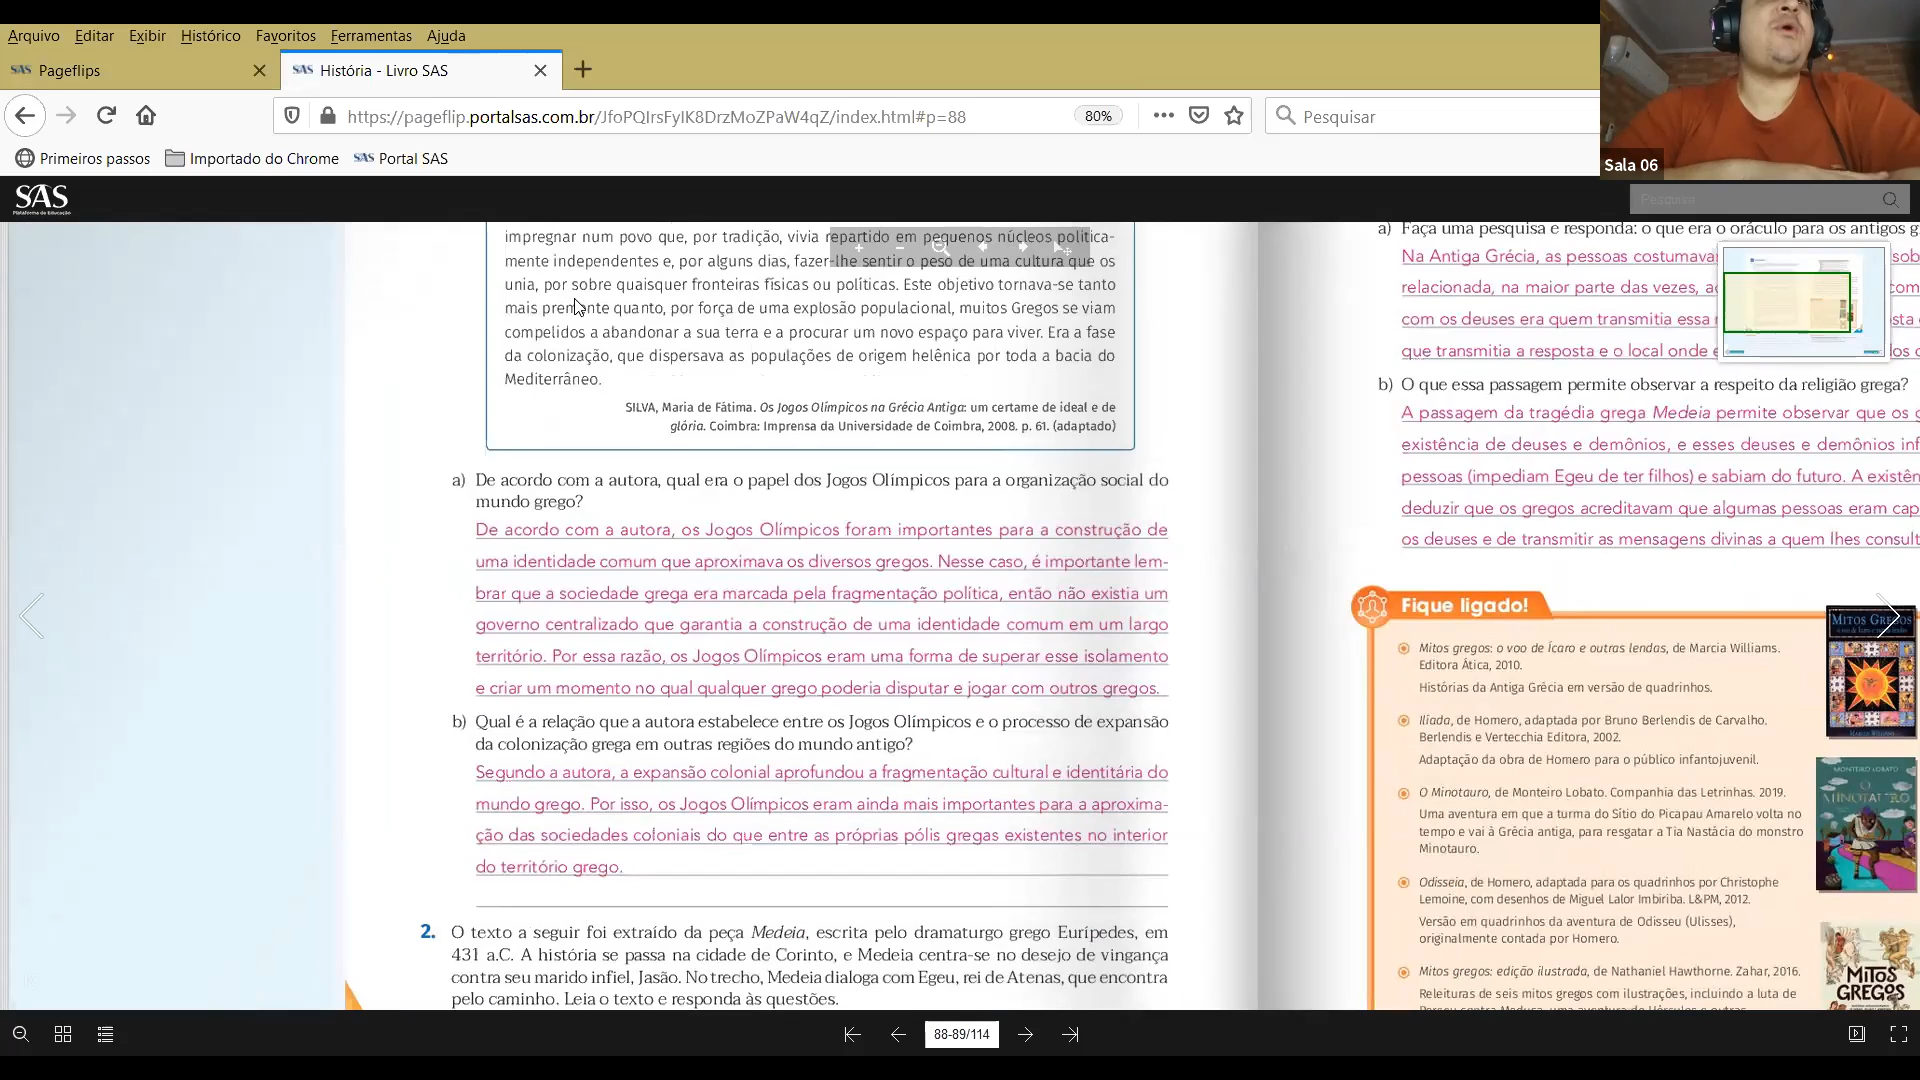 Arquivo Editar Exibir Histórico Favoritos Ferramentas Ajuda
SAS Pageflips
SAS História - Livro SAS
https://pageflip.portalsas.com.br/JfoPQIrsFyIK8DrzMoZPaW4qZ/index.html#p=88
80%
Pesquisar
Primeiros passos Importado do Chrome SAS Portal SAS
Sala 06
SAS
Plataforma de Educação
Pesquisa
impregnar num povo que, por tradição, vivia repartido em pequenos núcleos politica-
mente independentes e, por alguns dias, fazer-lhe sentir o peso de uma cultura que os
unia, por sobre quaisquer fronteiras físicas ou políticas. Este objetivo tornava-se tanto
mais premente quanto, por força de uma explosão populacional, muitos Gregos se viam
compelidos a abandonar a sua terra e a procurar um novo espaço para viver. Era a fase
da colonização, que dispersava as populações de origem helênica por toda a bacia do
Mediterrâneo.
SILVA, Maria de Fátima. Os Jogos Olímpicos na Grécia Antiga: um certame de ideal e de
glória. Coimbra: Imprensa da Universidade de Coimbra, 2008. p. 61. (adaptado)
a) De acordo com a autora, qual era o papel dos Jogos Olímpicos para a organização social do
mundo grego?
De acordo com a autora, os Jogos Olímpicos foram importantes para a construção de
uma identidade comum que aproximava os diversos gregos. Nesse caso, é importante lem-
brar que a sociedade grega era marcada pela fragmentação política, então não existia um
governo centralizado que garantia a construção de uma identidade comum em um largo
território. Por essa razão, os Jogos Olímpicos eram uma forma de superar esse isolamento
e criar um momento no qual qualquer grego poderia disputar e jogar com outros gregos.
b) Qual é a relação que a autora estabelece entre os Jogos Olímpicos e o processo de expansão
da colonização grega em outras regiões do mundo antigo?
Segundo a autora, a expansão colonial aprofundou a fragmentação cultural e identitária do
mundo grego. Por isso, os Jogos Olímpicos eram ainda mais importantes para a aproxima-
ção das sociedades coloniais do que entre as próprias pólis gregas existentes no interior
do território grego.
2. O texto a seguir foi extraído da peça Medeia, escrita pelo dramaturgo grego Eurípedes, em
431 a.C. A história se passa na cidade de Corinto, e Medeia centra-se no desejo de vingança
contra seu marido infiel, Jasão. No trecho, Medeia dialoga com Egeu, rei de Atenas, que encontra
pelo caminho. Leia o texto e responda às questões.
a) Faça uma pesquisa e responda: o que era o oráculo para os antigos g
Na Antiga Grécia, as pessoas costumava sob
relacionada, na maior parte das vezes, com
com os deuses era quem transmitia essa
que transmitia a resposta e o local onde
b) O que essa passagem permite observar a respeito da religião grega?
A passagem da tragédia grega Medeia permite observar que os
existência de deuses e demônios, e esses deuses e demônios inf
pessoas (impediam Egeu de ter filhos) e sabiam do futuro. A existên
deduzir que os gregos acreditavam que algumas pessoas eram cap
os deuses e de transmitir as mensagens divinas a quem lhes consult
Fique ligado!
Mitos gregos: o voo de Ícaro e outras lendas, de Marcia Williams.
Editora Ática, 2010.
Histórias da Antiga Grécia em versão de quadrinhos.
Ilíada, de Homero, adaptada por Bruno Berlendis de Carvalho.
Berlendis e Vertecchia Editora, 2002.
Adaptação da obra de Homero para o público infantojuvenil.
O Minotauro, de Monteiro Lobato. Companhia das Letrinhas. 2019.
Uma aventura em que a turma do Sítio do Picapau Amarelo volta no
tempo e vai à Grécia antiga, para resgatar a Tia Nastácia do monstro
Minotauro.
Odisseia, de Homero, adaptada para os quadrinhos por Christophe
Lemoine, com desenhos de Miguel Lalor Imbiriba. L&PM, 2012.
Versão em quadrinhos da aventura de Odisseu (Ulisses),
originalmente contada por Homero.
Mitos gregos: edição ilustrada, de Nathaniel Hawthorne. Zahar, 2016.
Releituras de seis mitos gregos com ilustrações, incluindo a luta de
MITOS GREGOS
MARCIA WILLIAMS
MONTEIRO LOBATO
O MINOTAURO
MITOS
GREGOS
88-89/114